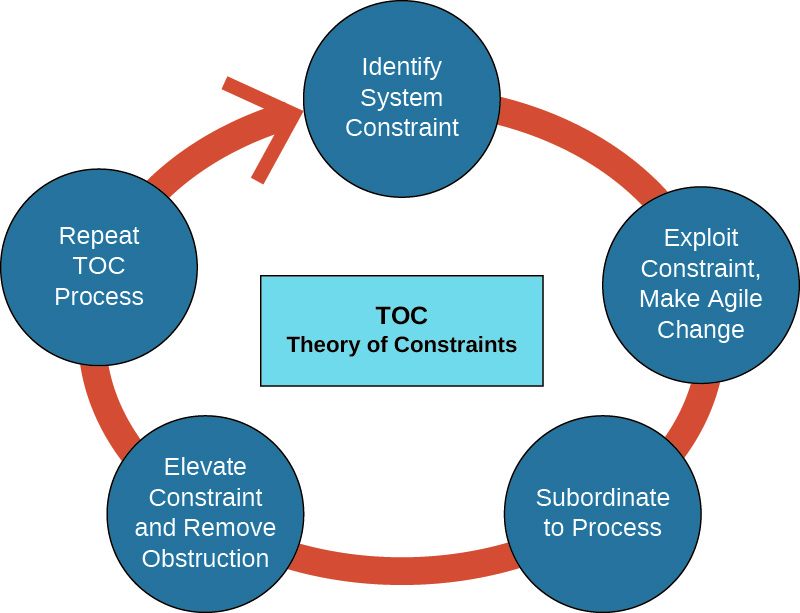 Identify
System
Constraint
Exploit
Constraint,
Make Agile
Change
Subordinate
to Process
Elevate
Constraint
and Remove
Obstruction
Repeat
TOC
Process
TOC
Theory of Constraints